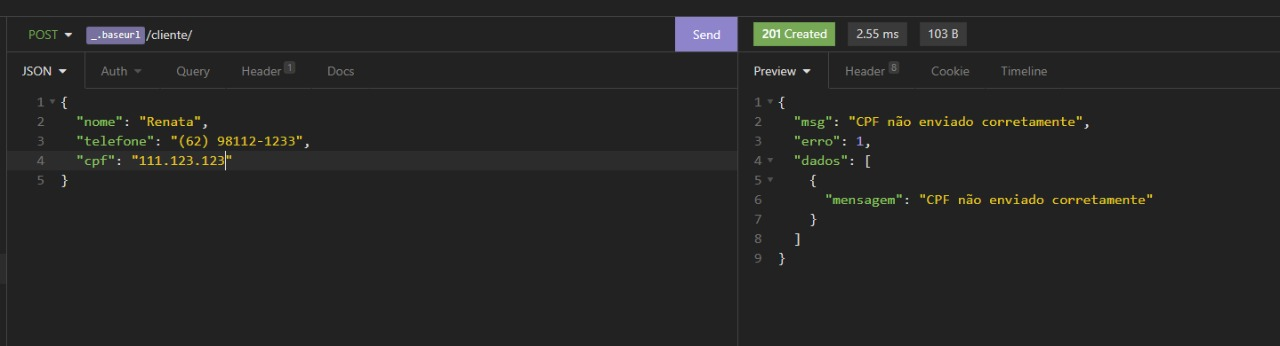 POST _.baseurl /cliente/ Send 201 Created 2.55 ms 103 B
JSON Auth Query Header 1 Docs Preview Header 8 Cookie Timeline
1 {
2 "nome": "Renata",
3 "telefone": "(62) 98112-1233",
4 "cpf": "111.123.123"
5 }
1 {
2 "msg": "CPF não enviado corretamente",
3 "erro": 1,
4 "dados": [
5 {
6 "mensagem": "CPF não enviado corretamente"
7 }
8 ]
9 }